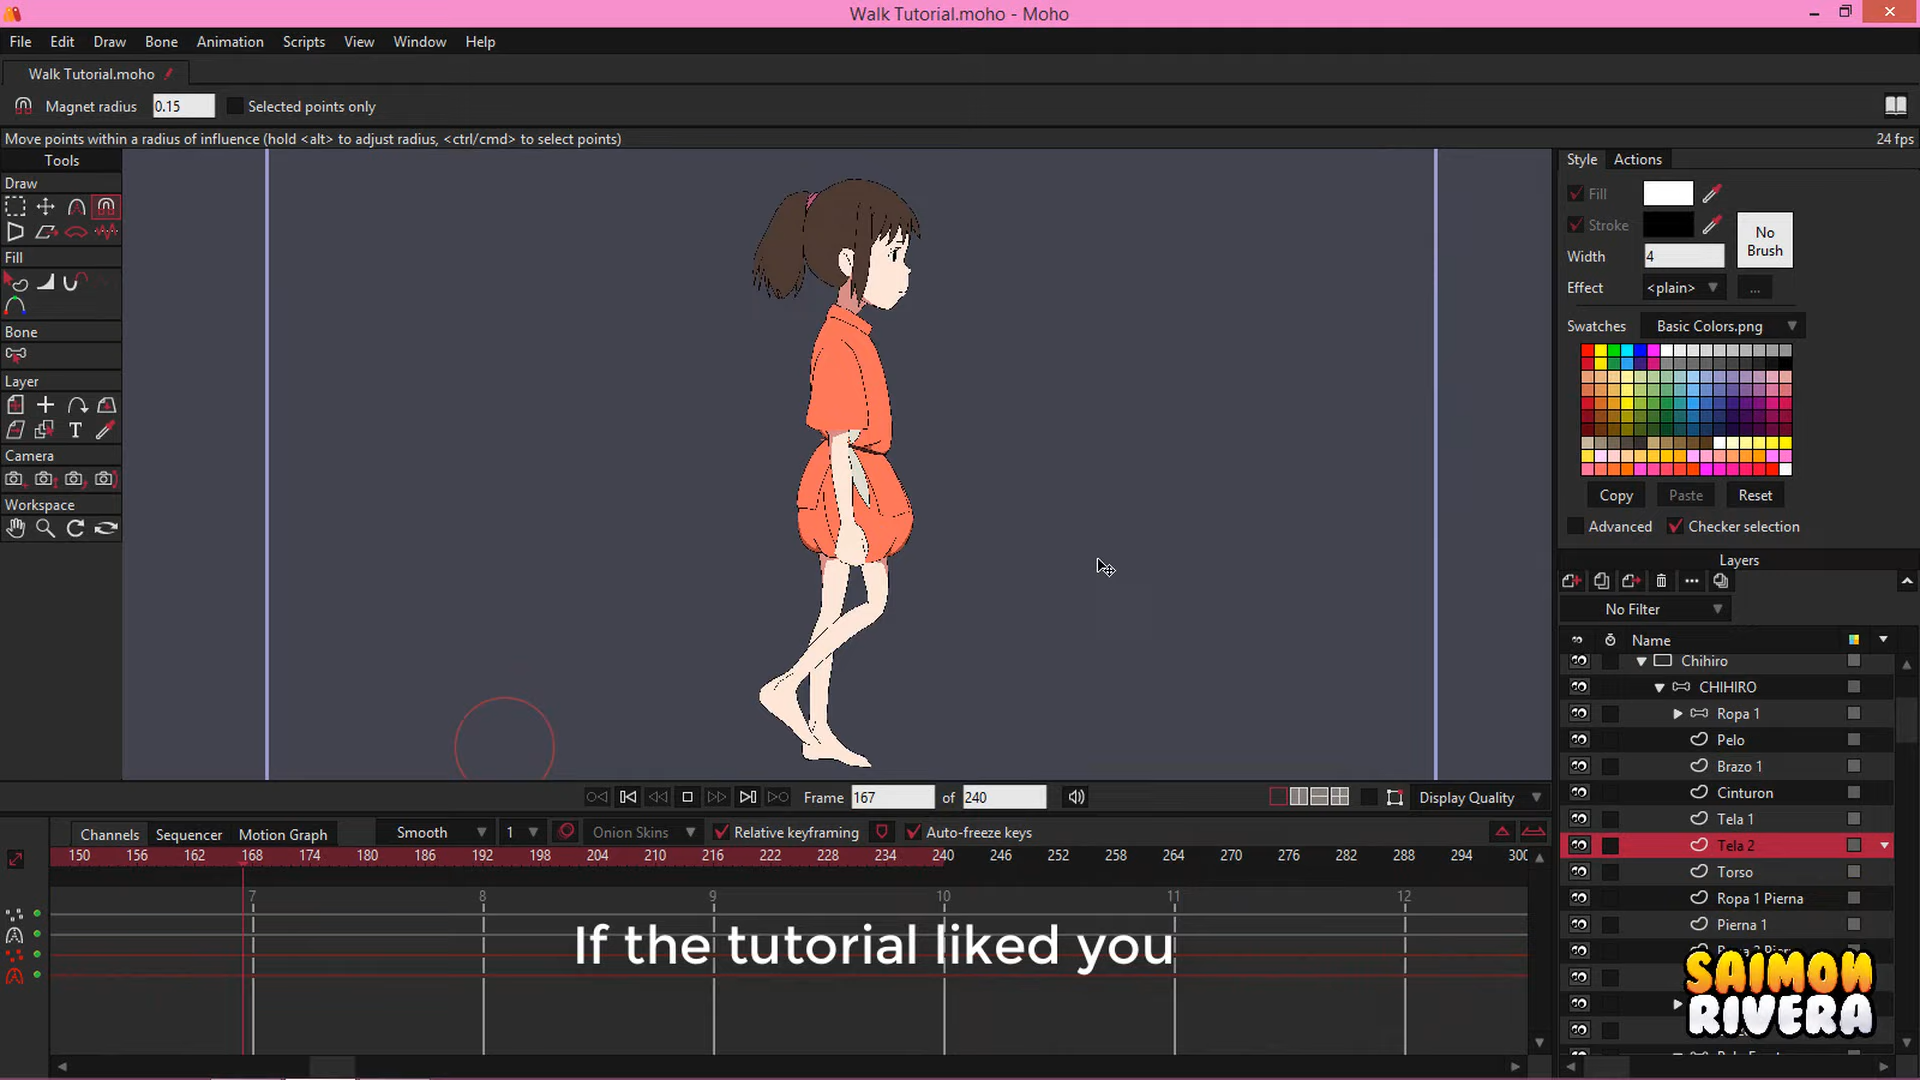 Walk Tutorial.moho - Moho
File Edit Draw Bone Animation Scripts View Window Help
Walk Tutorial.moho
Magnet radius 0.15 Selected points only
Move points within a radius of influence (hold <alt> to adjust radius, <ctrl/cmd> to select points) 24 fps
Tools
Draw
Fill
Bone
Layer
Camera
Workspace
Style Actions
Fill
Stroke
No Brush
Width 4
Effect <plain> ...
Swatches Basic Colors.png
Copy Paste Reset
Advanced Checker selection
Layers
No Filter
Name
Chihiro
CHIHIRO
Ropa 1
Pelo
Brazo 1
Cinturon
Tela 1
Tela 2
Torso
Ropa 1 Pierna
Pierna 1
Frame 167 of 240 Display Quality
Channels Sequencer Motion Graph Smooth 1 Onion Skins Relative keyframing Auto-freeze keys
150 156 162 168 174 180 186 192 198 204 210 216 222 228 234 240 246 252 258 264 270 276 282 288 294 300
7 8 9 10 11 12
If the tutorial liked you
SAIMON
RIVERA